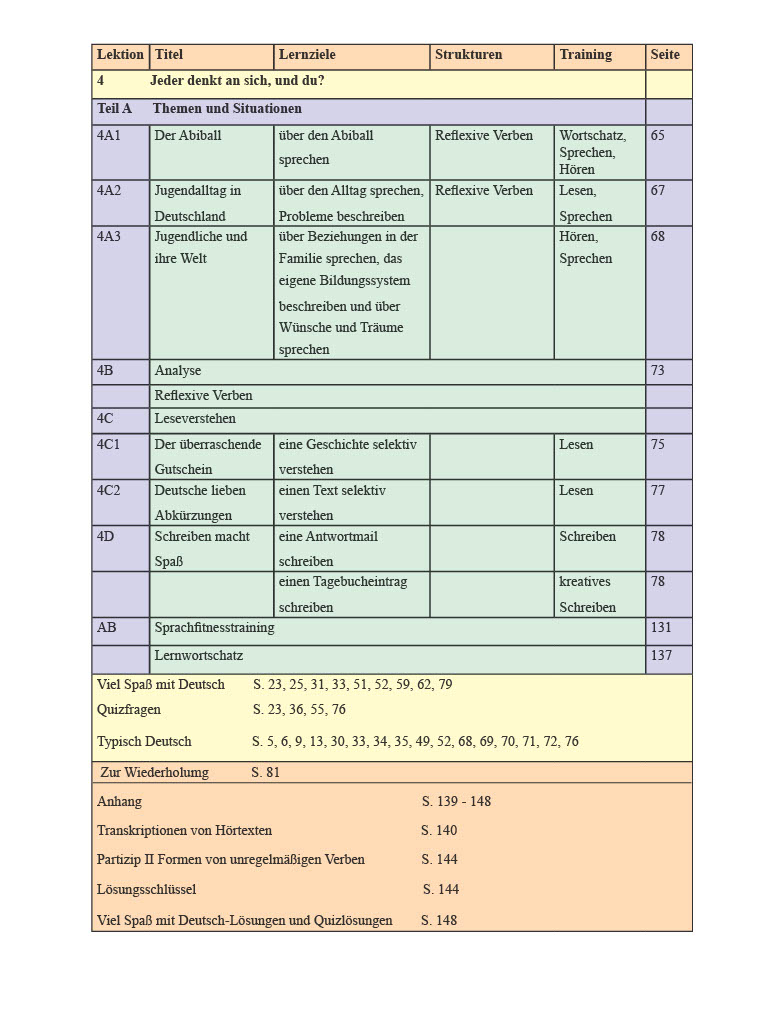 Lektion Titel Lernziele Strukturen Training Seite
4 Jeder denkt an sich, und du?
Teil A Themen und Situationen
4A1 Der Abiball über den Abiball Reflexive Verben Wortschatz, 65
sprechen Sprechen,
Hören
4A2 Jugendalltag in über den Alltag sprechen, Reflexive Verben Lesen, 67
Deutschland Probleme beschreiben Sprechen
4A3 Jugendliche und über Beziehungen in der Hören, 68
ihre Welt Familie sprechen, das Sprechen
eigene Bildungssystem
beschreiben und über
Wünsche und Träume
sprechen
4B Analyse 73
Reflexive Verben
4C Leseverstehen
4C1 Der überraschende eine Geschichte selektiv Lesen 75
Gutschein verstehen
4C2 Deutsche lieben einen Text selektiv Lesen 77
Abkürzungen verstehen
4D Schreiben macht eine Antwortmail Schreiben 78
Spaß schreiben
einen Tagebucheintrag kreatives 78
schreiben Schreiben
AB Sprachfitnesstraining 131
Lernwortschatz 137
Viel Spaß mit Deutsch S. 23, 25, 31, 33, 51, 52, 59, 62, 79
Quizfragen S. 23, 36, 55, 76
Typisch Deutsch S. 5, 6, 9, 13, 30, 33, 34, 35, 49, 52, 68, 69, 70, 71, 72, 76
Zur Wiederholumg S. 81
Anhang S. 139 - 148
Transkriptionen von Hörtexten S. 140
Partizip II Formen von unregelmäßigen Verben S. 144
Lösungsschlüssel S. 144
Viel Spaß mit Deutsch-Lösungen und Quizlösungen S. 148